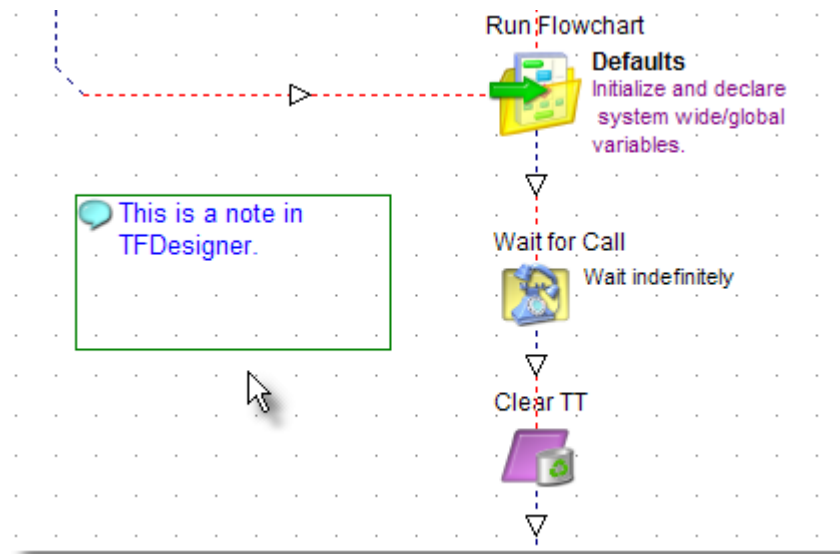 Run Flowchart
Defaults
Initialize and declare
system wide/global
variables.
This is a note in
TFDesigner.
Wait for Call
Wait indefinitely
Clear TT